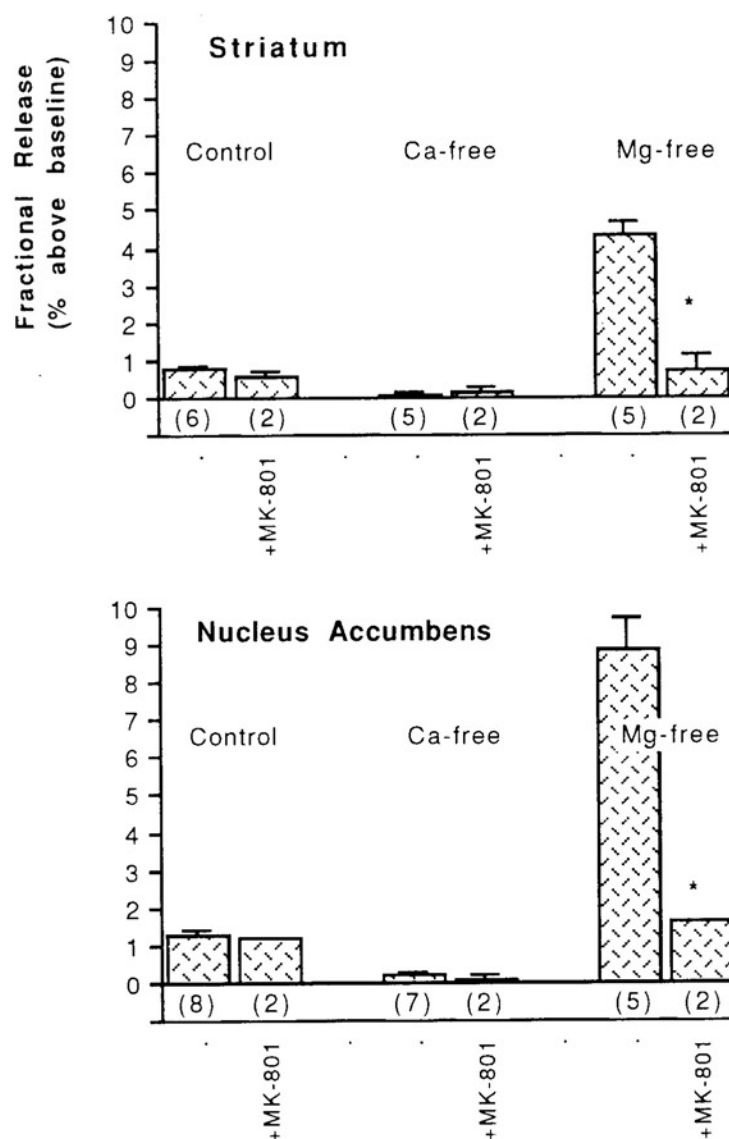 Fractional Release
(% above baseline)
Striatum
10
9
8
7
6
5
4
3
2
1
0
Control Ca-free Mg-free
*
(6) (2) (5) (2) (5) (2)
+MK-801 +MK-801 +MK-801
Nucleus Accumbens
10
9
8
7
6
5
4
3
2
1
0
Control Ca-free Mg-free
*
(8) (2) (7) (2) (5) (2)
+MK-801 +MK-801 +MK-801